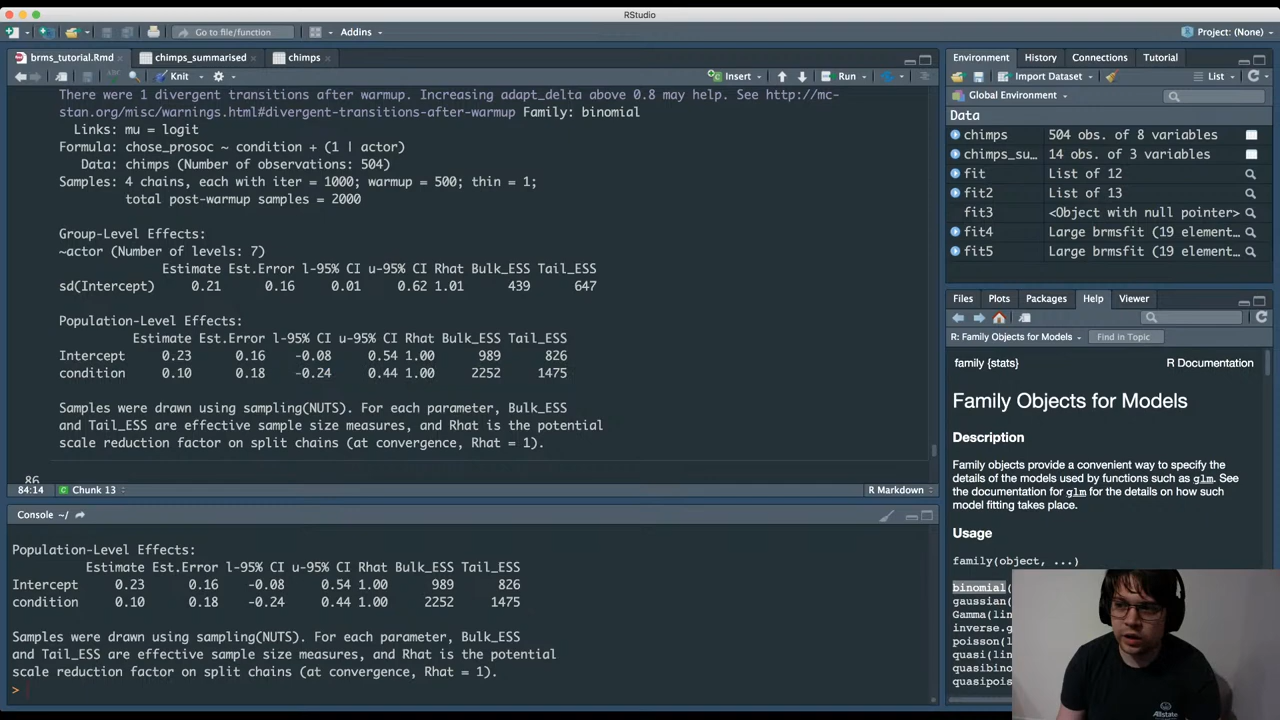 RStudio
Go to file/function
Addins
Project: (None)
brms_tutorial.Rmd
chimps_summarised
chimps
Knit
Insert
Run
There were 1 divergent transitions after warmup. Increasing adapt_delta above 0.8 may help. See http://mc-
stan.org/misc/warnings.html#divergent-transitions-after-warmup Family: binomial
Links: mu = logit
Formula: chose_prosoc ~ condition + (1 | actor)
Data: chimps (Number of observations: 504)
Samples: 4 chains, each with iter = 1000; warmup = 500; thin = 1;
total post-warmup samples = 2000
Group-Level Effects:
~actor (Number of levels: 7)
Estimate Est.Error l-95% CI u-95% CI Rhat Bulk_ESS Tail_ESS
sd(Intercept) 0.21 0.16 0.01 0.62 1.01 439 647
Population-Level Effects:
Estimate Est.Error l-95% CI u-95% CI Rhat Bulk_ESS Tail_ESS
Intercept 0.23 0.16 -0.08 0.54 1.00 989 826
condition 0.10 0.18 -0.24 0.44 1.00 2252 1475
Samples were drawn using sampling(NUTS). For each parameter, Bulk_ESS
and Tail_ESS are effective sample size measures, and Rhat is the potential
scale reduction factor on split chains (at convergence, Rhat = 1).
86
84:14 Chunk 13 R Markdown
Console ~/
Population-Level Effects:
Estimate Est.Error l-95% CI u-95% CI Rhat Bulk_ESS Tail_ESS
Intercept 0.23 0.16 -0.08 0.54 1.00 989 826
condition 0.10 0.18 -0.24 0.44 1.00 2252 1475
Samples were drawn using sampling(NUTS). For each parameter, Bulk_ESS
and Tail_ESS are effective sample size measures, and Rhat is the potential
scale reduction factor on split chains (at convergence, Rhat = 1).
>
Environment History Connections Tutorial
Import Dataset List
Global Environment
Data
chimps 504 obs. of 8 variables
chimps_su… 14 obs. of 3 variables
fit List of 12
fit2 List of 13
fit3 <Object with null pointer>
fit4 Large brmsfit (19 element…
fit5 Large brmsfit (19 element…
Files Plots Packages Help Viewer
R: Family Objects for Models Find in Topic
family {stats} R Documentation
Family Objects for Models
Description
Family objects provide a convenient way to specify the
details of the models used by functions such as glm. See
the documentation for glm for the details on how such
model fitting takes place.
Usage
family(object, ...)
binomial(
gaussian(
Gamma(lin
inverse.g
poisson(l
quasi(lin
quasibino
quasipois
Allstate